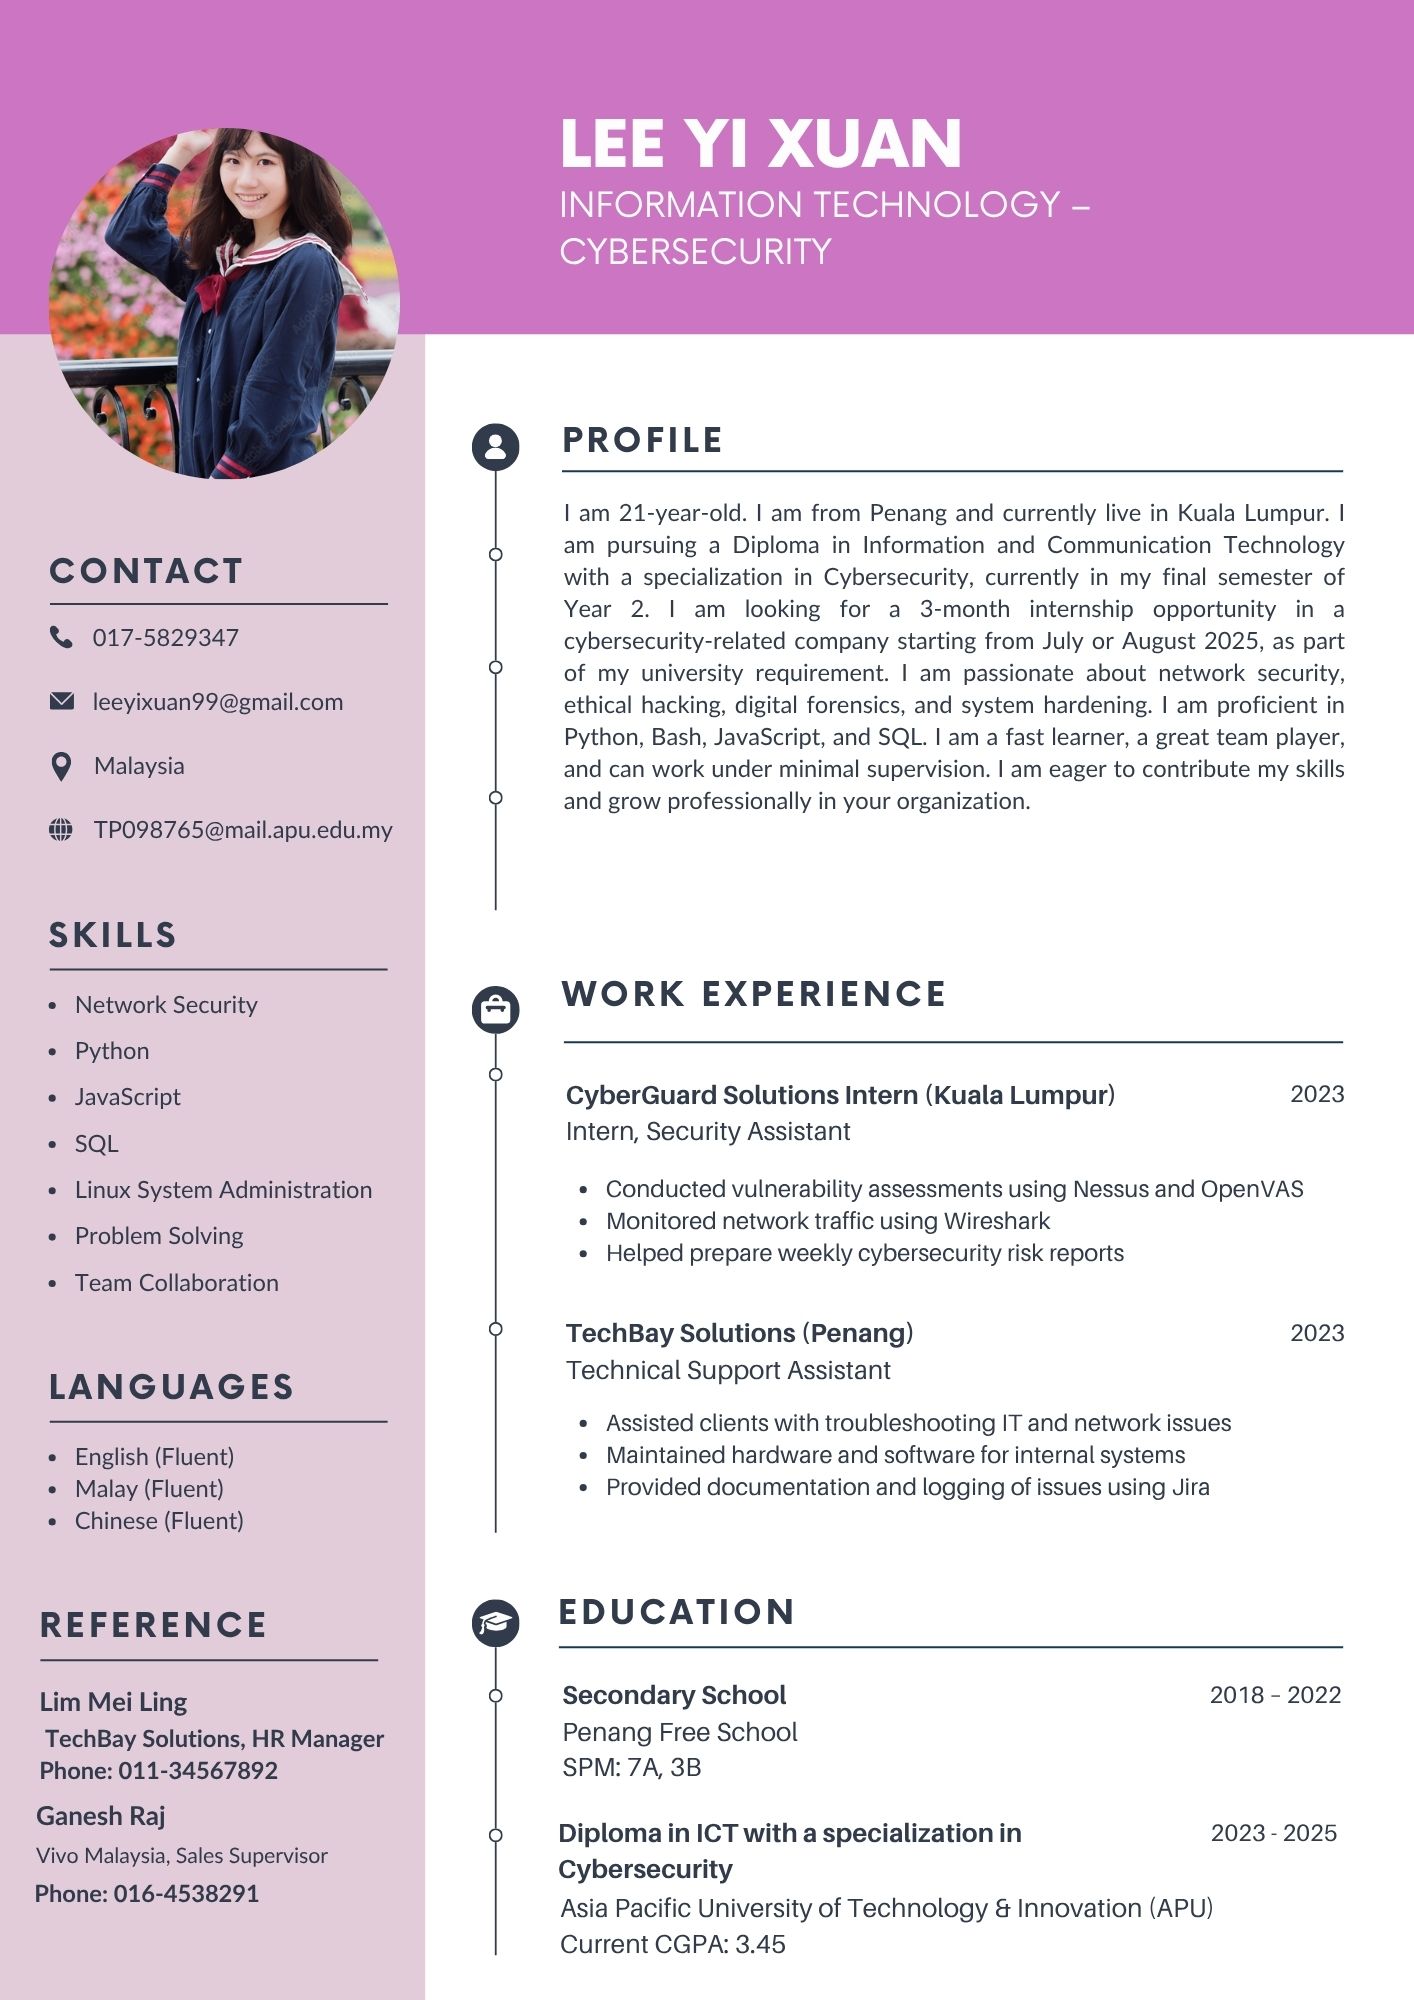 LEE YI XUAN
INFORMATION TECHNOLOGY –
CYBERSECURITY
CONTACT
017-5829347
leeyixuan99@gmail.com
Malaysia
TP098765@mail.apu.edu.my
SKILLS
• Network Security
• Python
• JavaScript
• SQL
• Linux System Administration
• Problem Solving
• Team Collaboration
LANGUAGES
• English (Fluent)
• Malay (Fluent)
• Chinese (Fluent)
REFERENCE
Lim Mei Ling
TechBay Solutions, HR Manager
Phone: 011-34567892
Ganesh Raj
Vivo Malaysia, Sales Supervisor
Phone: 016-4538291
PROFILE
I am 21-year-old. I am from Penang and currently live in Kuala Lumpur. I
am pursuing a Diploma in Information and Communication Technology
with a specialization in Cybersecurity, currently in my final semester of
Year 2. I am looking for a 3-month internship opportunity in a
cybersecurity-related company starting from July or August 2025, as part
of my university requirement. I am passionate about network security,
ethical hacking, digital forensics, and system hardening. I am proficient in
Python, Bash, JavaScript, and SQL. I am a fast learner, a great team player,
and can work under minimal supervision. I am eager to contribute my skills
and grow professionally in your organization.
WORK EXPERIENCE
CyberGuard Solutions Intern (Kuala Lumpur) 2023
Intern, Security Assistant
• Conducted vulnerability assessments using Nessus and OpenVAS
• Monitored network traffic using Wireshark
• Helped prepare weekly cybersecurity risk reports
TechBay Solutions (Penang) 2023
Technical Support Assistant
• Assisted clients with troubleshooting IT and network issues
• Maintained hardware and software for internal systems
• Provided documentation and logging of issues using Jira
EDUCATION
Secondary School 2018 – 2022
Penang Free School
SPM: 7A, 3B
Diploma in ICT with a specialization in 2023 - 2025
Cybersecurity
Asia Pacific University of Technology & Innovation (APU)
Current CGPA: 3.45